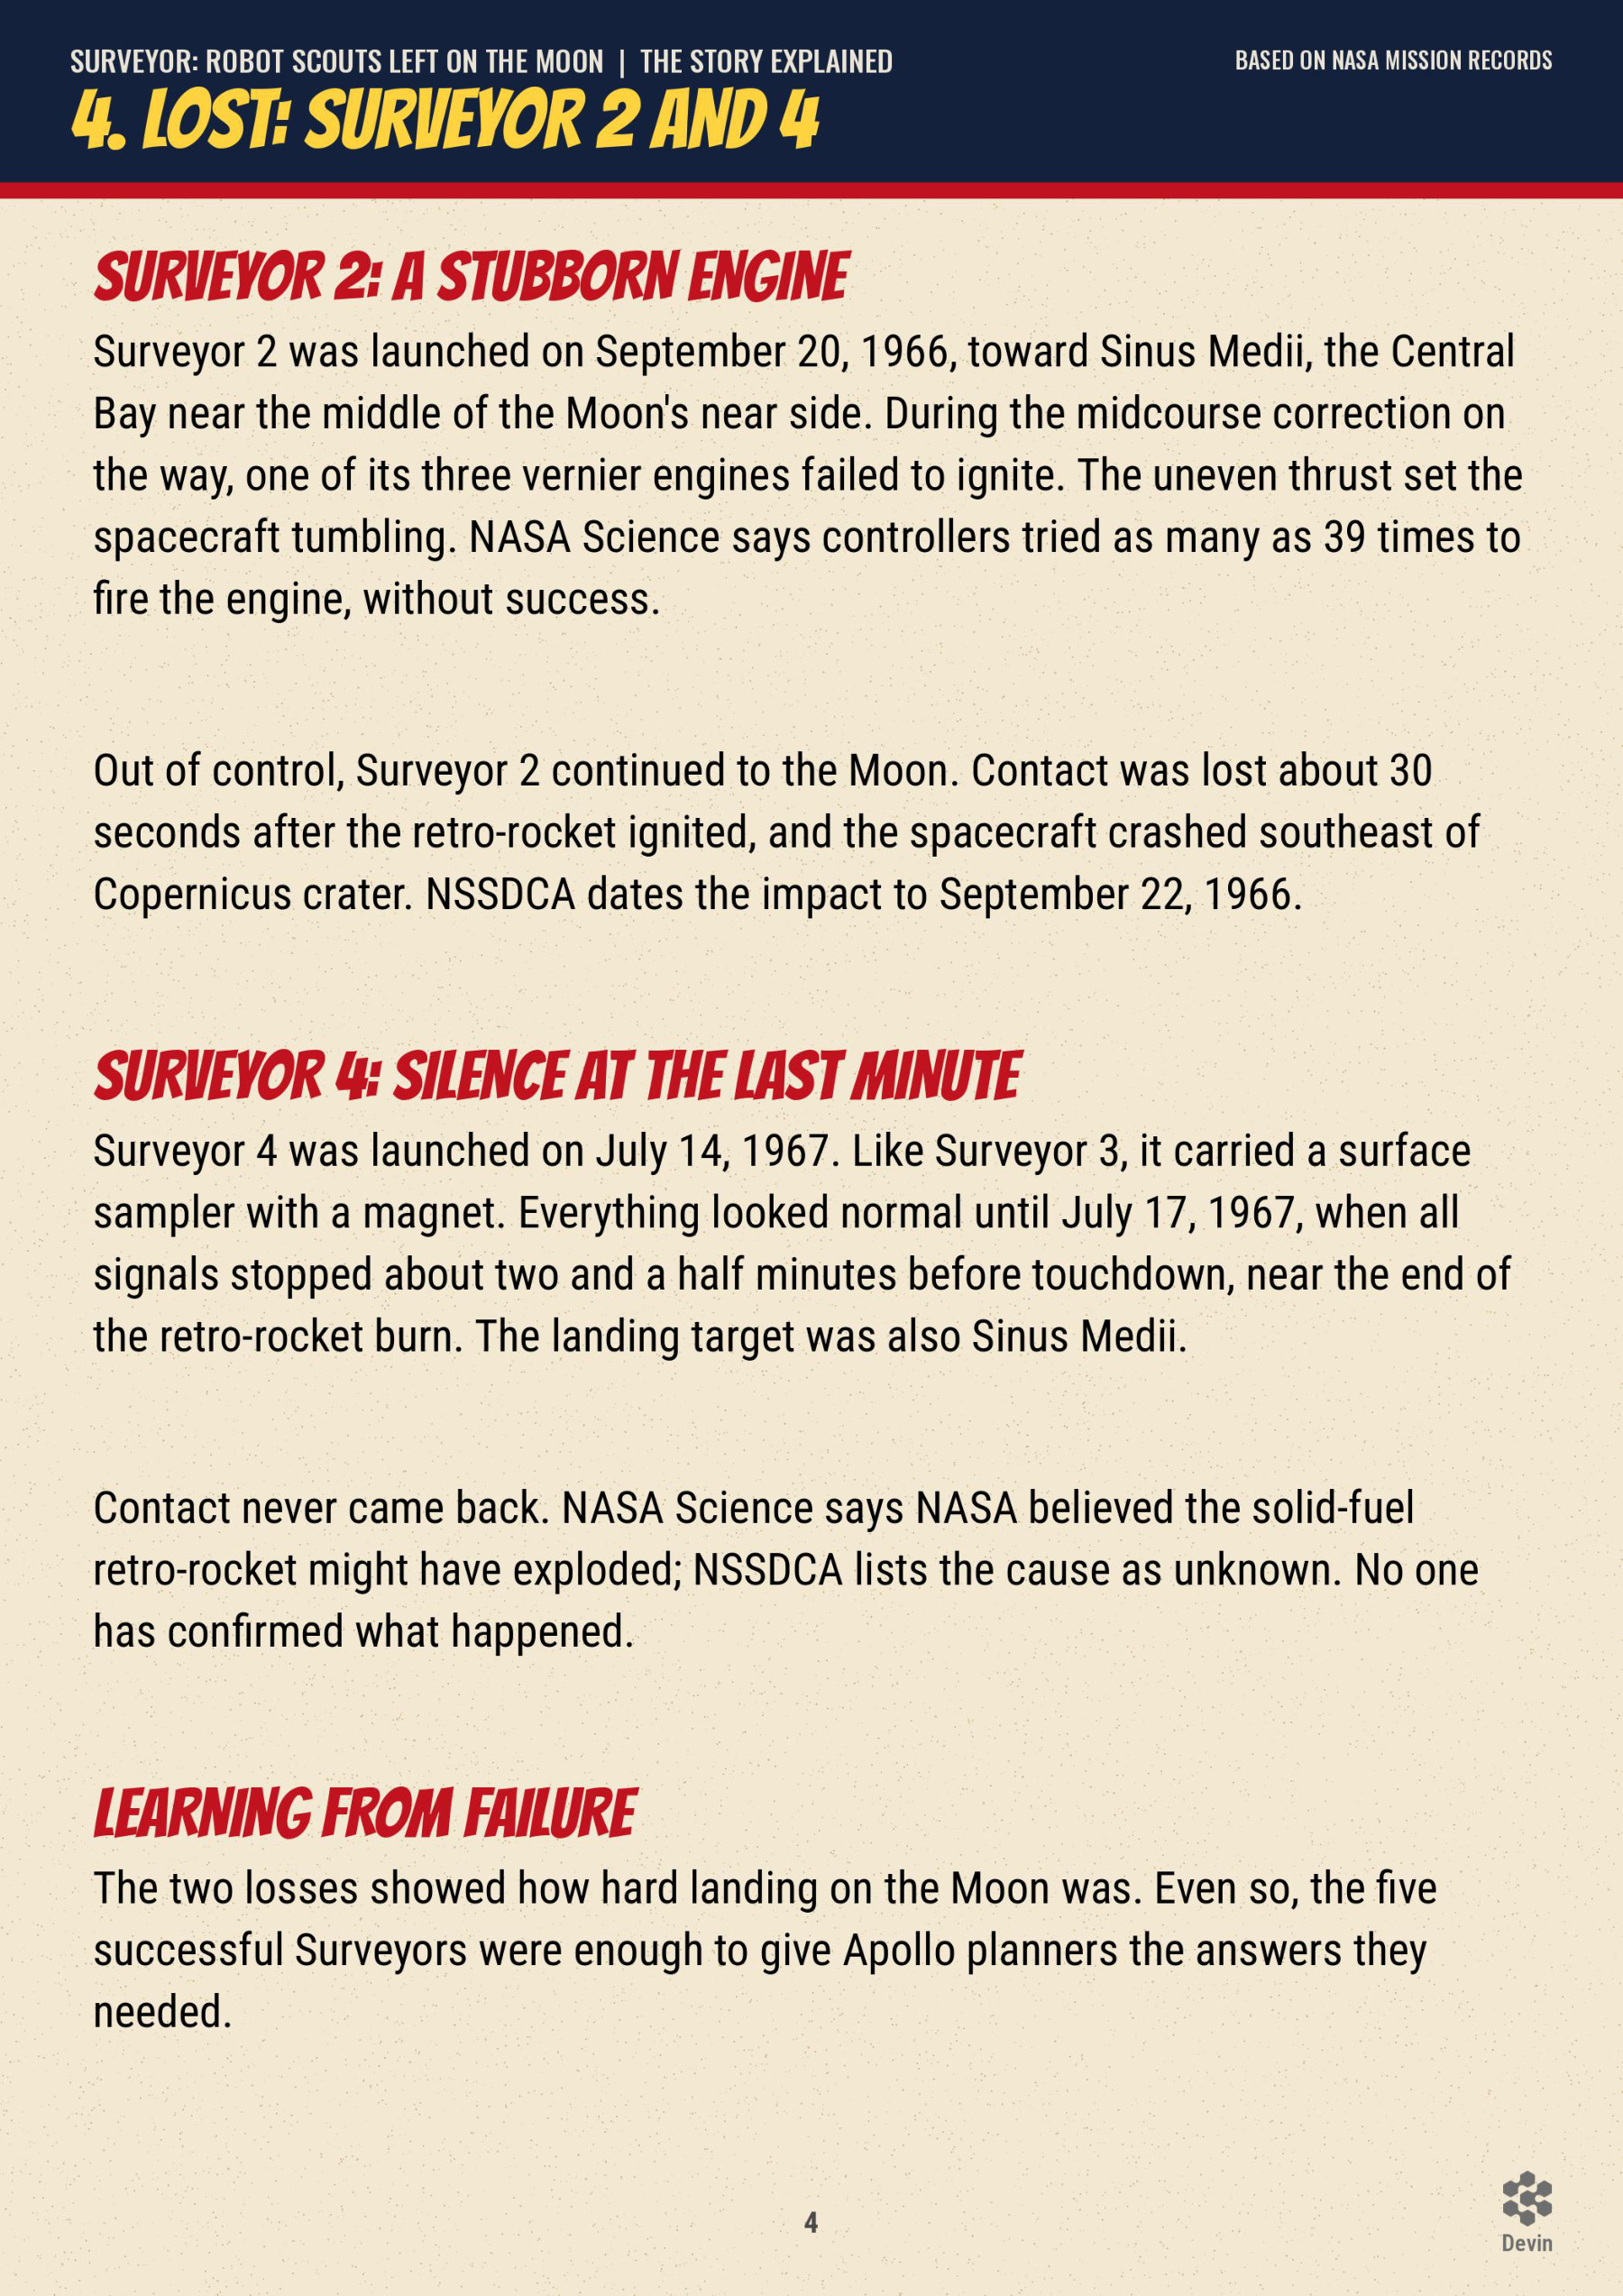 SURVEYOR: ROBOT SCOUTS LEFT ON THE MOON | THE STORY EXPLAINED
BASED ON NASA MISSION RECORDS
4. LOST: SURVEYOR 2 AND 4
SURVEYOR 2: A STUBBORN ENGINE
Surveyor 2 was launched on September 20, 1966, toward Sinus Medii, the Central
Bay near the middle of the Moon's near side. During the midcourse correction on
the way, one of its three vernier engines failed to ignite. The uneven thrust set the
spacecraft tumbling. NASA Science says controllers tried as many as 39 times to
fire the engine, without success.
Out of control, Surveyor 2 continued to the Moon. Contact was lost about 30
seconds after the retro-rocket ignited, and the spacecraft crashed southeast of
Copernicus crater. NSSDCA dates the impact to September 22, 1966.
SURVEYOR 4: SILENCE AT THE LAST MINUTE
Surveyor 4 was launched on July 14, 1967. Like Surveyor 3, it carried a surface
sampler with a magnet. Everything looked normal until July 17, 1967, when all
signals stopped about two and a half minutes before touchdown, near the end of
the retro-rocket burn. The landing target was also Sinus Medii.
Contact never came back. NASA Science says NASA believed the solid-fuel
retro-rocket might have exploded; NSSDCA lists the cause as unknown. No one
has confirmed what happened.
LEARNING FROM FAILURE
The two losses showed how hard landing on the Moon was. Even so, the five
successful Surveyors were enough to give Apollo planners the answers they
needed.
4
Devin